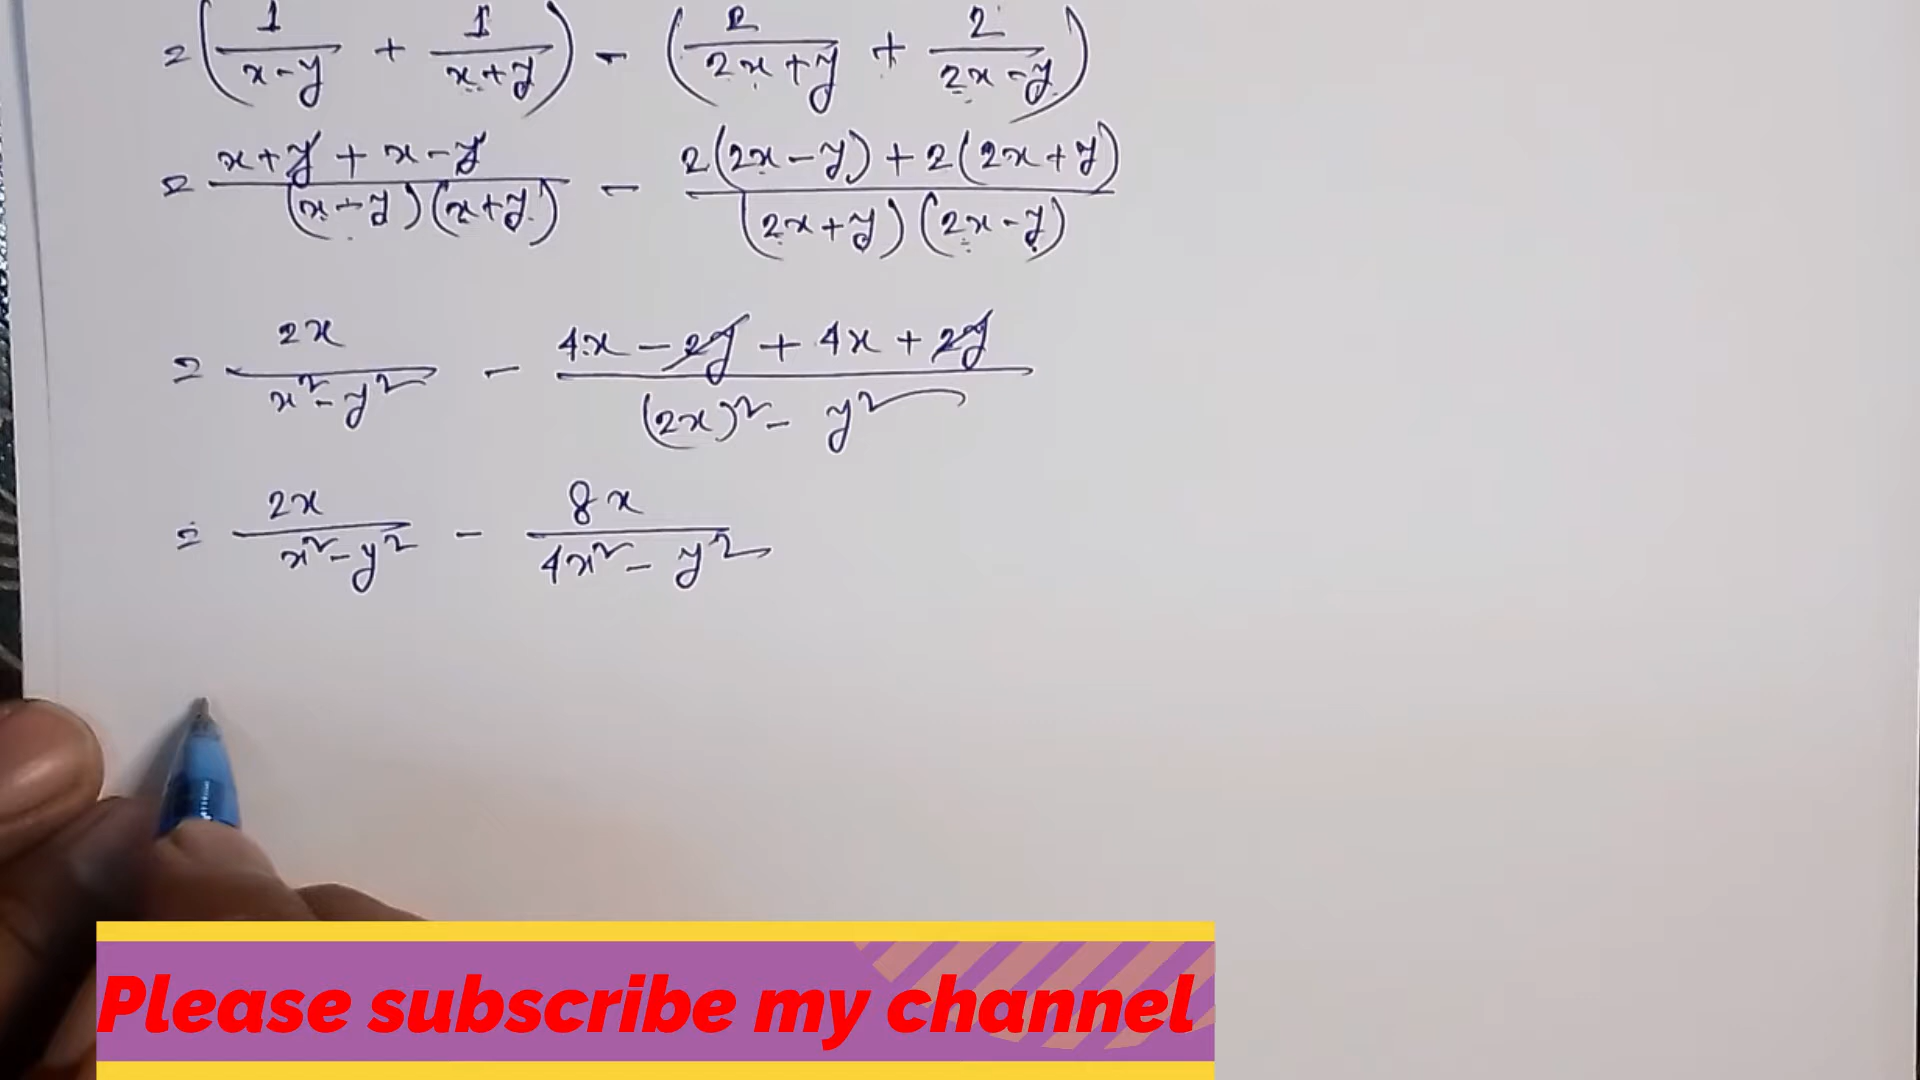 = (1/(x-y) + 1/(x+y)) - (2/(2x+y) + 2/(2x-y))
= (x+y+x-y)/((x-y)(x+y)) - (2(2x-y)+2(2x+y))/((2x+y)(2x-y))
= 2x/(x²-y²) - (4x-2y+4x+2y)/((2x)²-y²)
= 2x/(x²-y²) - 8x/(4x²-y²)
Please subscribe my channel